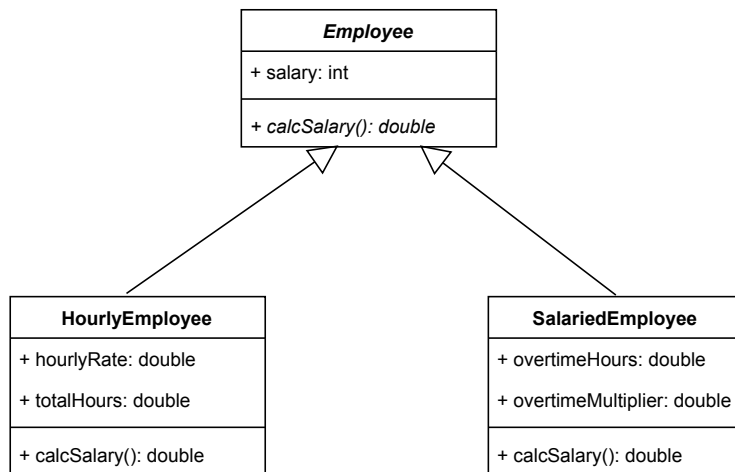 Employee
+ salary: int
+ calcSalary(): double
HourlyEmployee
+ hourlyRate: double
+ totalHours: double
+ calcSalary(): double
SalariedEmployee
+ overtimeHours: double
+ overtimeMultiplier: double
+ calcSalary(): double